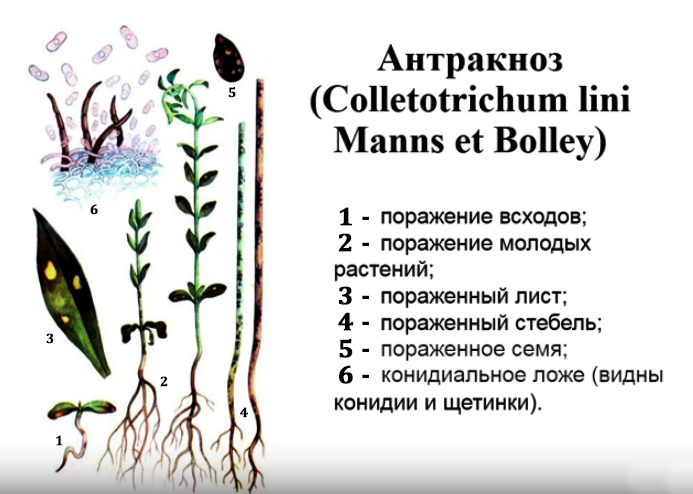 Антракноз
(Colletotrichum lini
Manns et Bolley)
1 - поражение всходов;
2 - поражение молодых
растений;
3 - пораженный лист;
4 - пораженный стебель;
5 - пораженное семя;
6 - конидиальное ложе (видны
конидии и щетинки).
5
6
3
2
4
1